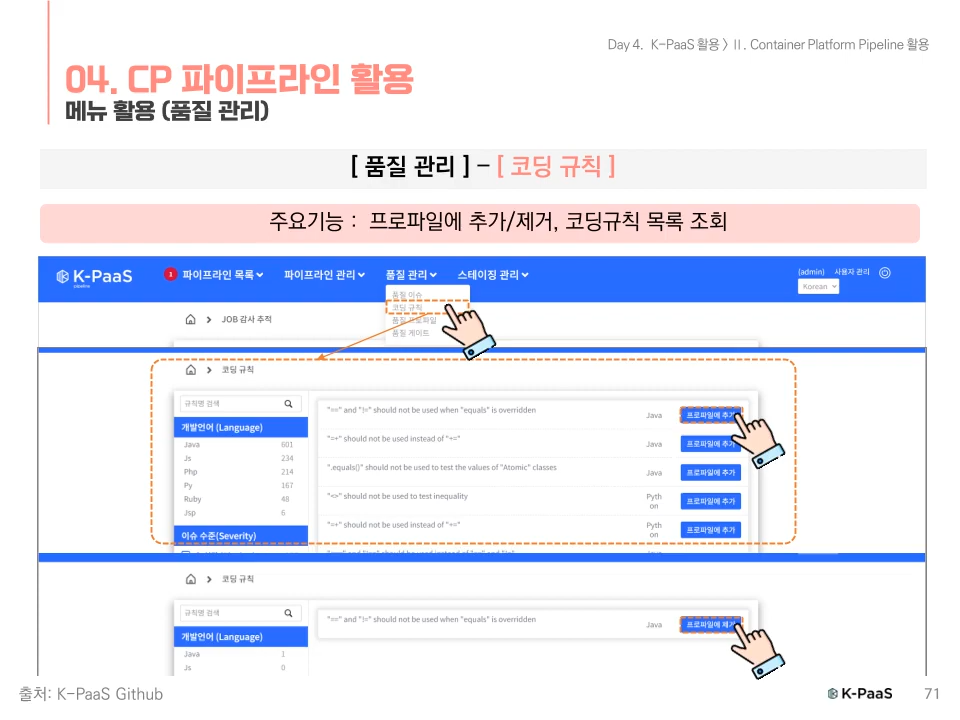 Day 4. K-PaaS 활용 > Ⅱ. Container Platform Pipeline 활용
04. CP 파이프라인 활용
메뉴 활용 (품질 관리)
[ 품질 관리 ] – [ 코딩 규칙 ]
주요기능 : 프로파일에 추가/제거, 코딩규칙 목록 조회
K-PaaS pipeline 1 파이프라인 목록 파이프라인 관리 품질 관리 스테이징 관리 (admin) 사용자 관리
Korean
품질 이슈
코딩 규칙
품질 프로파일
품질 게이트
JOB 감사 추적
코딩 규칙
규칙명 검색
개발언어 (Language)
Java 601
Js 234
Php 214
Py 167
Ruby 48
Jsp 6
이슈 수준(Severity)
"==" and "!=" should not be used when "equals" is overridden Java 프로파일에 추가
"=+" should not be used instead of "+=" Java 프로파일에 추가
".equals()" should not be used to test the values of "Atomic" classes Java 프로파일에 추가
"<>" should not be used to test inequality Python 프로파일에 추가
"=+" should not be used instead of "+=" Python 프로파일에 추가
코딩 규칙
규칙명 검색
개발언어 (Language)
Java 1
Js 0
"==" and "!=" should not be used when "equals" is overridden Java 프로파일에 제거
출처: K-PaaS Github
K-PaaS 71